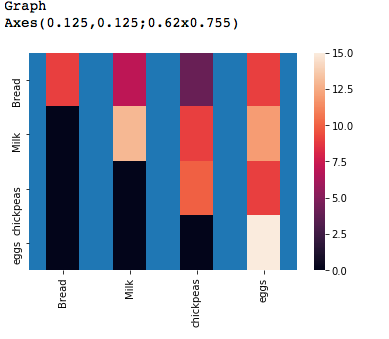 Graph
Axes(0.125,0.125;0.62x0.755)
Bread
Milk
chickpeas
eggs
15.0
12.5
10.0
7.5
5.0
2.5
0.0
Bread
Milk
chickpeas
eggs